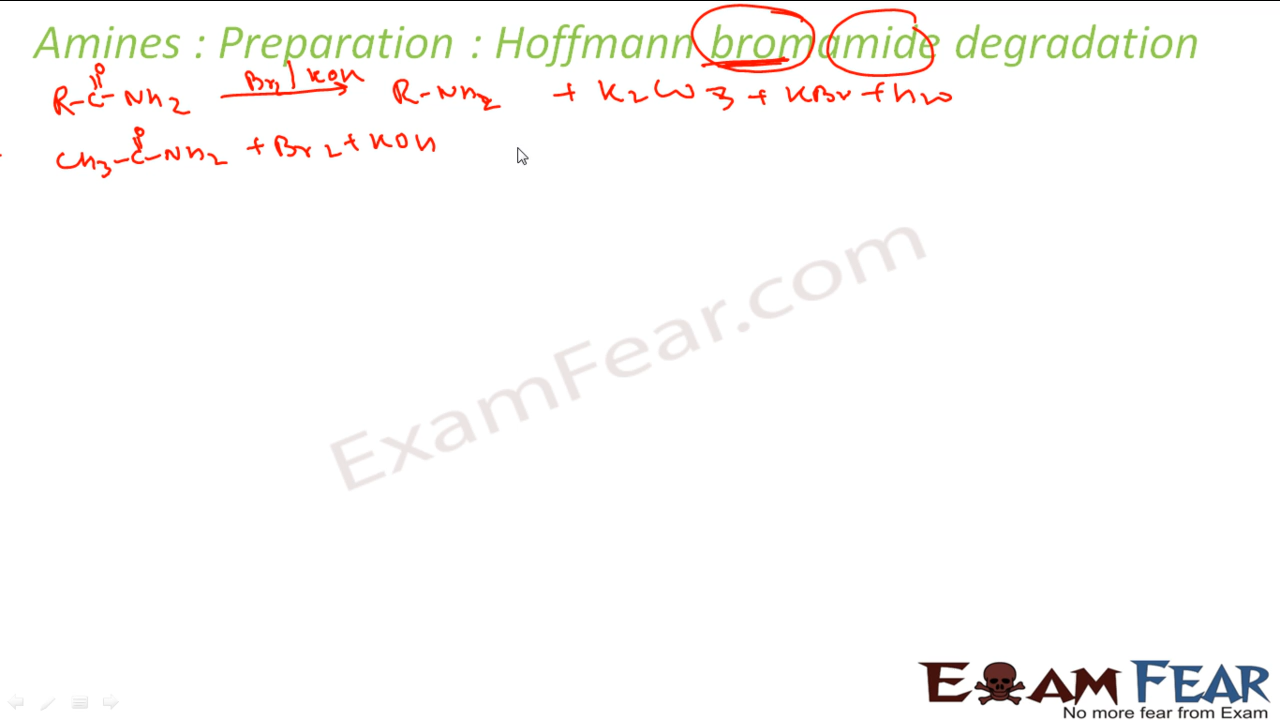 Amines : Preparation : Hoffmann bromamide degradation
R-C-NH2 Br2/KOH R-NH2 + K2CO3 + KBr + H2O
O
CH3-C-NH2 + Br2 + KOH
O
ExamFear.com
EXAM FEAR
No more fear from Exam